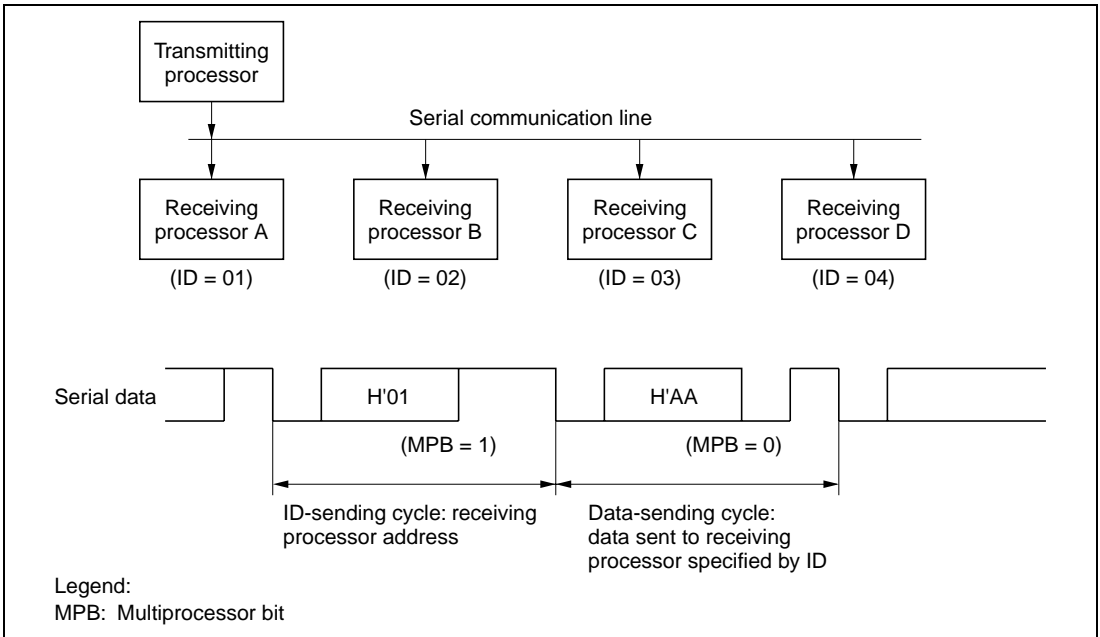 Transmitting
processor
Serial communication line
Receiving
processor A
Receiving
processor B
Receiving
processor C
Receiving
processor D
(ID = 01)
(ID = 02)
(ID = 03)
(ID = 04)
Serial data
H'01
H'AA
(MPB = 1)
(MPB = 0)
ID-sending cycle: receiving
processor address
Data-sending cycle:
data sent to receiving
processor specified by ID
Legend:
MPB: Multiprocessor bit